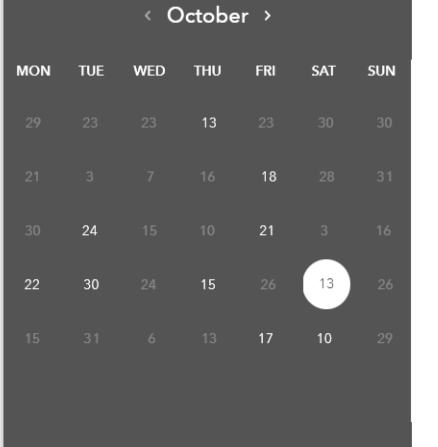 ‹ October ›
MON TUE WED THU FRI SAT SUN
29 23 23 13 23 30 30
21 3 7 16 18 28 31
30 24 15 10 21 3 16
22 30 24 15 26 13 26
15 31 6 13 17 10 29